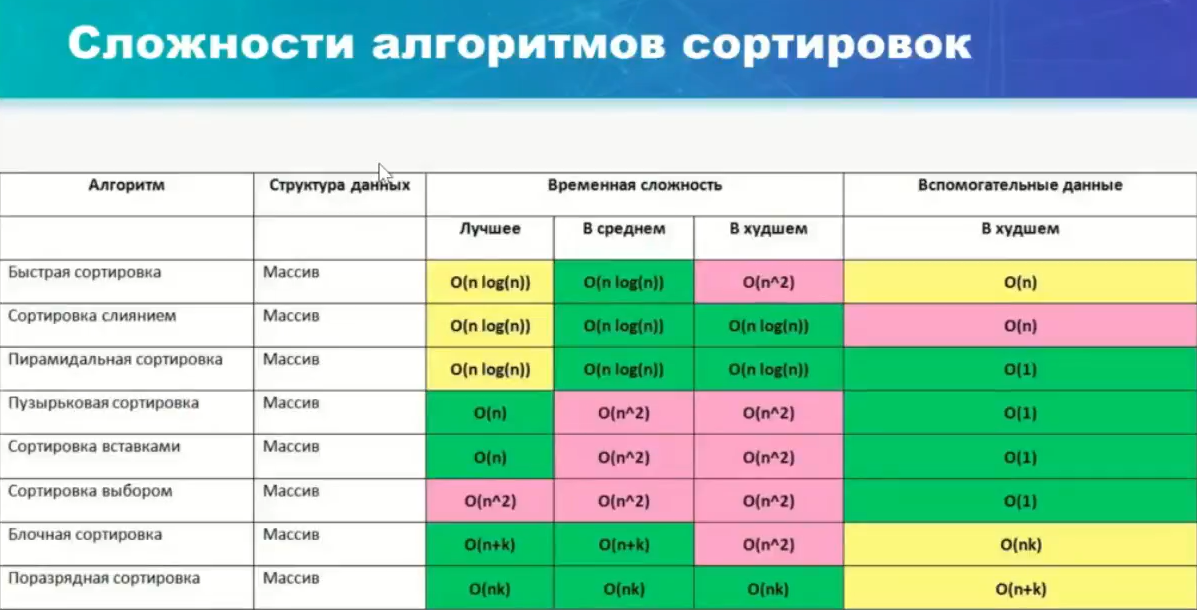 Сложности алгоритмов сортировок
Алгоритм Структура данных Временная сложность Вспомогательные данные
Лучшее В среднем В худшем В худшем
Быстрая сортировка Массив O(n log(n)) O(n log(n)) O(n^2) O(n)
Сортировка слиянием Массив O(n log(n)) O(n log(n)) O(n log(n)) O(n)
Пирамидальная сортировка Массив O(n log(n)) O(n log(n)) O(n log(n)) O(1)
Пузырьковая сортировка Массив O(n) O(n^2) O(n^2) O(1)
Сортировка вставками Массив O(n) O(n^2) O(n^2) O(1)
Сортировка выбором Массив O(n^2) O(n^2) O(n^2) O(1)
Блочная сортировка Массив O(n+k) O(n+k) O(n^2) O(nk)
Поразрядная сортировка Массив O(nk) O(nk) O(nk) O(n+k)